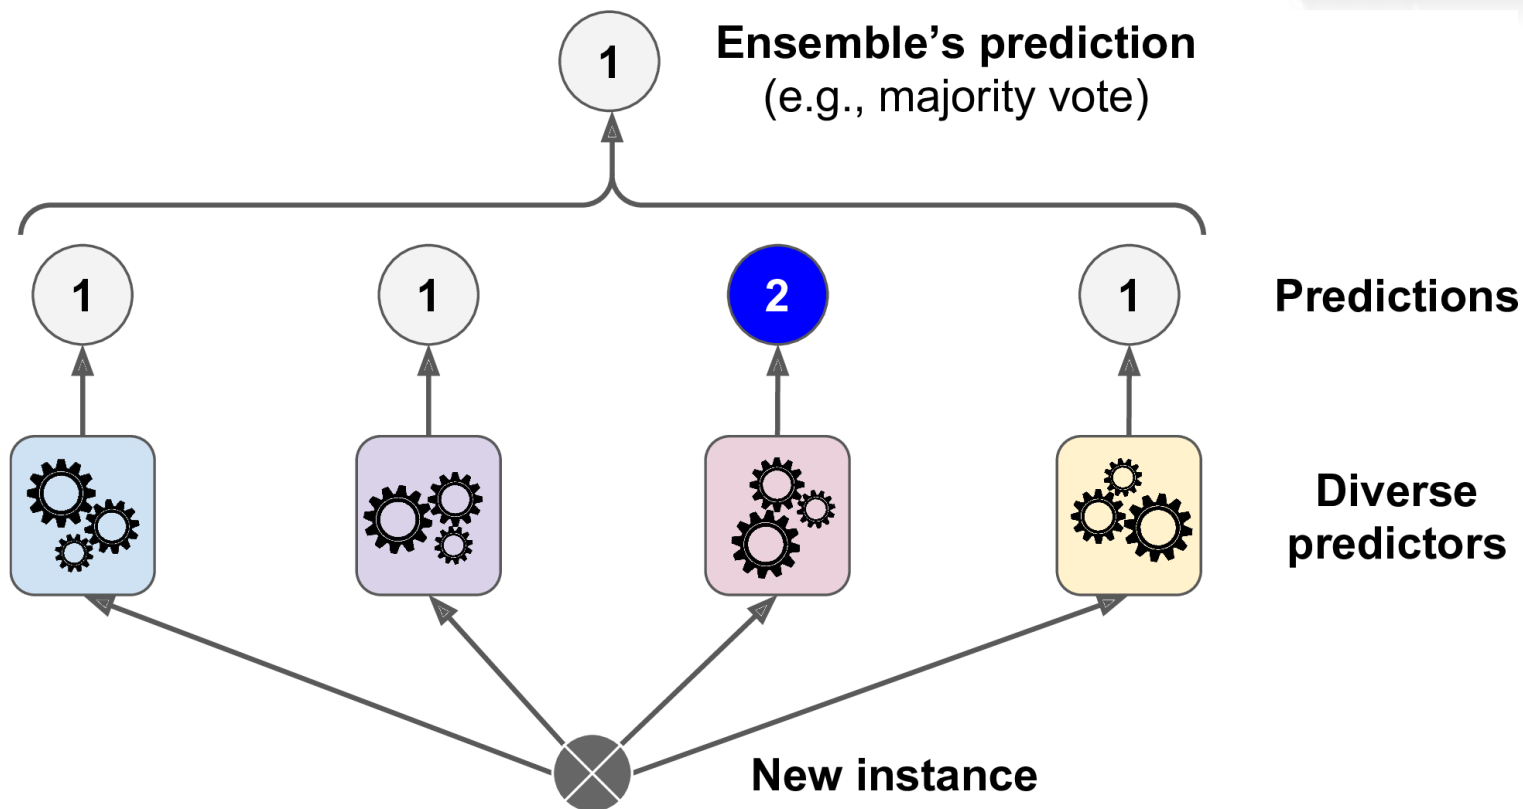 1
Ensemble’s prediction
(e.g., majority vote)
1 1 2 1 Predictions
Diverse
predictors
New instance